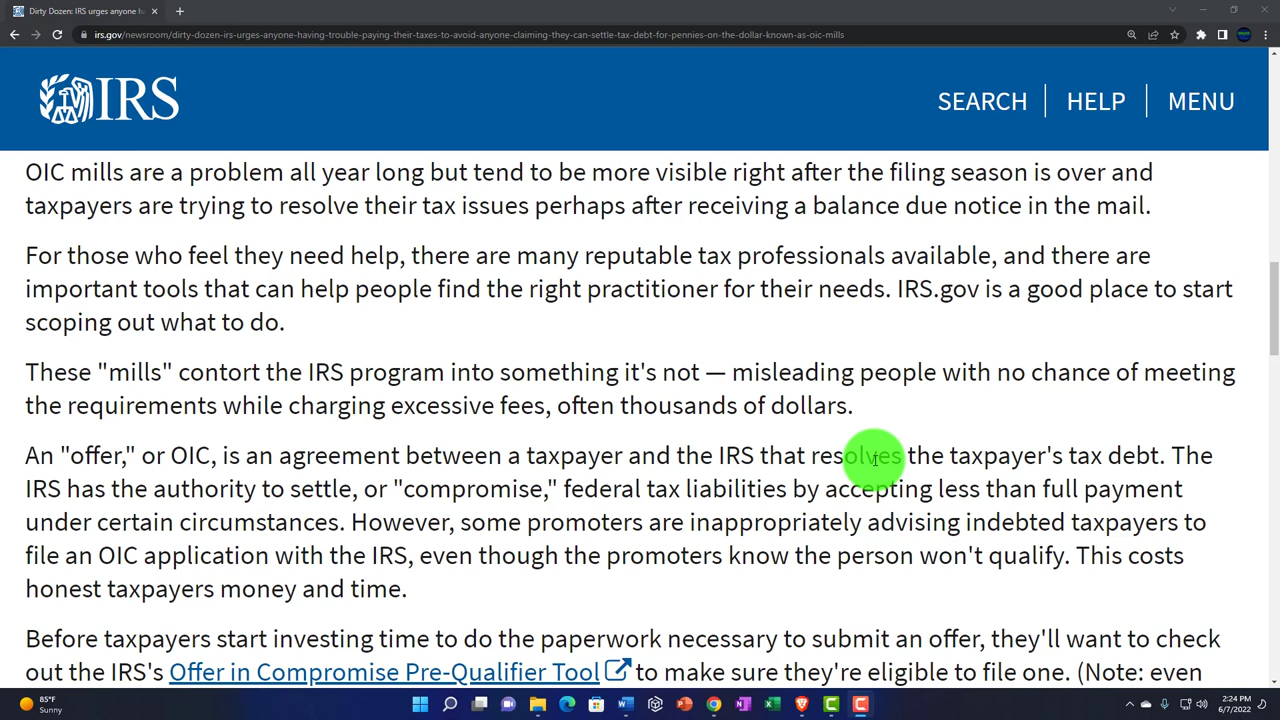 Dirty Dozen: IRS urges anyone h
irs.gov/newsroom/dirty-dozen-irs-urges-anyone-having-trouble-paying-their-taxes-to-avoid-anyone-claiming-they-can-settle-tax-debt-for-pennies-on-the-dollar-known-as-oic-mills
IRS
SEARCH
HELP
MENU
OIC mills are a problem all year long but tend to be more visible right after the filing season is over and
taxpayers are trying to resolve their tax issues perhaps after receiving a balance due notice in the mail.
For those who feel they need help, there are many reputable tax professionals available, and there are
important tools that can help people find the right practitioner for their needs. IRS.gov is a good place to start
scoping out what to do.
These "mills" contort the IRS program into something it's not — misleading people with no chance of meeting
the requirements while charging excessive fees, often thousands of dollars.
An "offer," or OIC, is an agreement between a taxpayer and the IRS that resolves the taxpayer's tax debt. The
IRS has the authority to settle, or "compromise," federal tax liabilities by accepting less than full payment
under certain circumstances. However, some promoters are inappropriately advising indebted taxpayers to
file an OIC application with the IRS, even though the promoters know the person won't qualify. This costs
honest taxpayers money and time.
Before taxpayers start investing time to do the paperwork necessary to submit an offer, they'll want to check
out the IRS's Offer in Compromise Pre-Qualifier Tool to make sure they're eligible to file one. (Note: even
85°F
Sunny
2:24 PM
6/7/2022